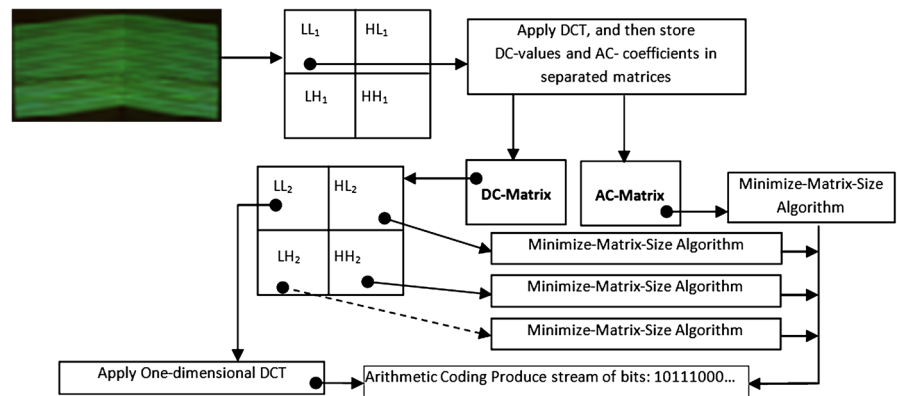 LL₁
HL₁
LH₁
HH₁
Apply DCT, and then store
DC-values and AC- coefficients in
separated matrices
DC-Matrix
AC-Matrix
Minimize-Matrix-Size
Algorithm
LL₂
HL₂
LH₂
HH₂
Minimize-Matrix-Size Algorithm
Minimize-Matrix-Size Algorithm
Minimize-Matrix-Size Algorithm
Apply One-dimensional DCT
Arithmetic Coding Produce stream of bits: 10111000...